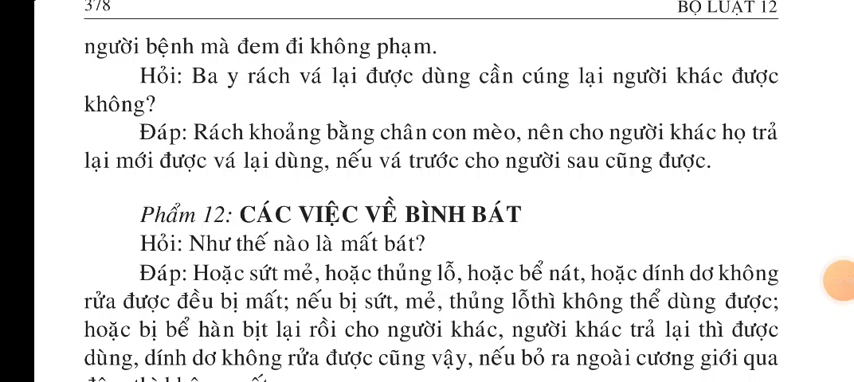 378 BỘ LUẬT 12
người bệnh mà đem đi không phạm.
Hỏi: Ba y rách vá lại được dùng cần cúng lại người khác được
không?
Đáp: Rách khoảng bằng chân con mèo, nên cho người khác họ trả
lại mới được vá lại dùng, nếu vá trước cho người sau cũng được.
Phẩm 12: CÁC VIỆC VỀ BÌNH BÁT
Hỏi: Như thế nào là mất bát?
Đáp: Hoặc sứt mẻ, hoặc thủng lỗ, hoặc bể nát, hoặc dính dơ không
rửa được đều bị mất; nếu bị sứt, mẻ, thủng lỗthì không thể dùng được;
hoặc bị bể hàn bịt lại rồi cho người khác, người khác trả lại thì được
dùng, dính dơ không rửa được cũng vậy, nếu bỏ ra ngoài cương giới qua